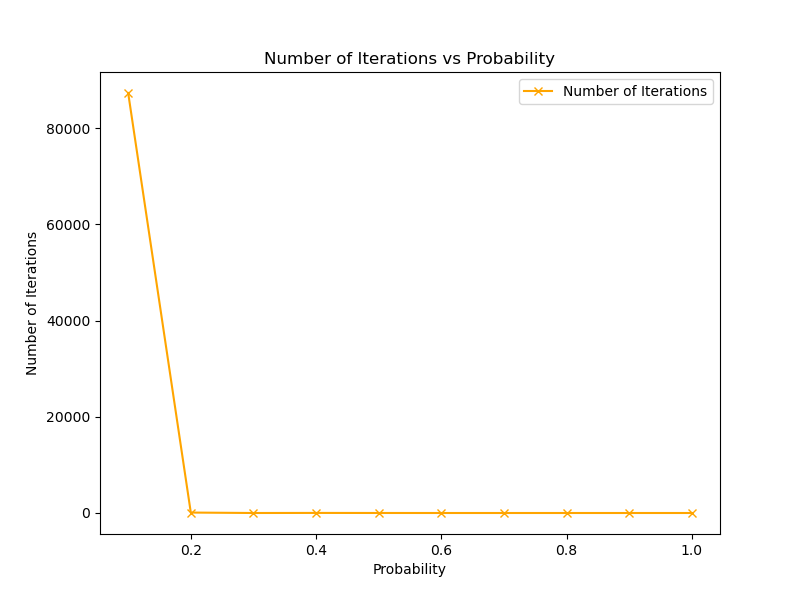 Number of Iterations vs Probability
Number of Iterations
80000
60000
40000
20000
0
Number of Iterations
0.2 0.4 0.6 0.8 1.0
Probability